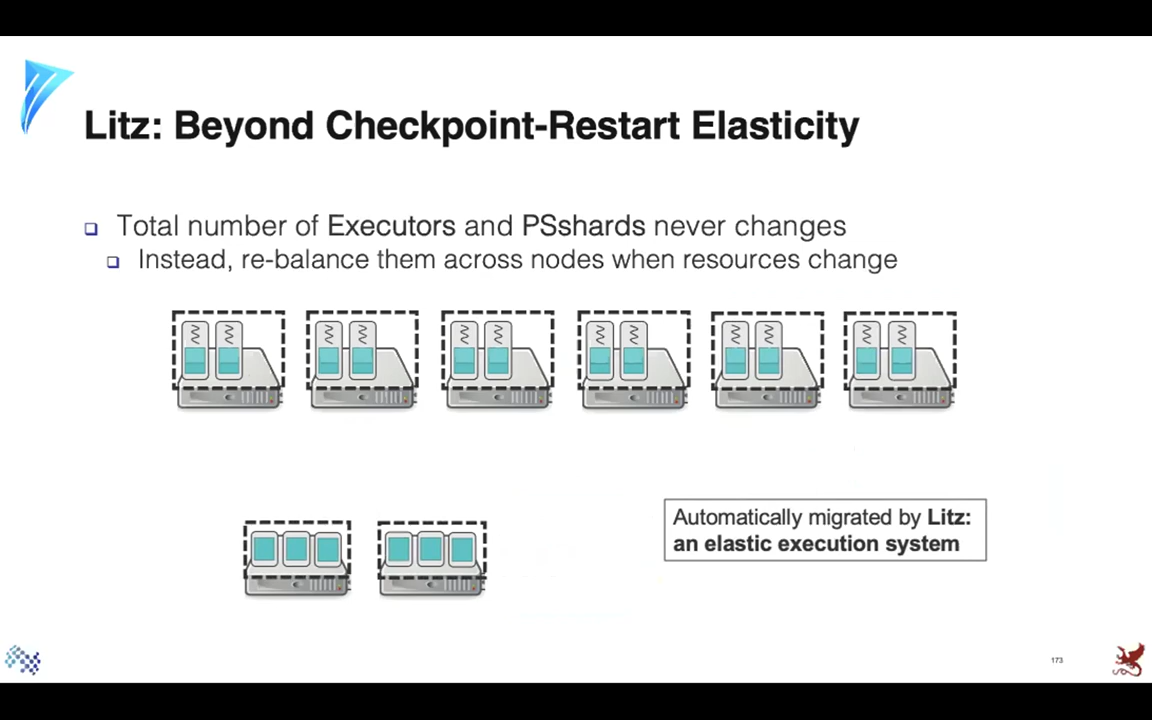 Litz: Beyond Checkpoint-Restart Elasticity
Total number of Executors and PSshards never changes
Instead, re-balance them across nodes when resources change
Automatically migrated by Litz:
an elastic execution system
173